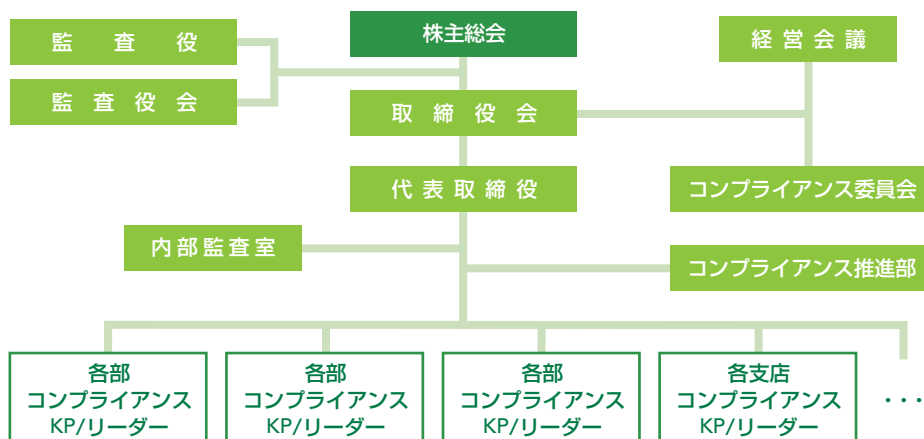 監査役
株主総会
経営会議
監査役会
取締役会
代表取締役
コンプライアンス委員会
内部監査室
コンプライアンス推進部
各部
コンプライアンス
KP/リーダー
各部
コンプライアンス
KP/リーダー
各部
コンプライアンス
KP/リーダー
各支店
コンプライアンス
KP/リーダー
・・・